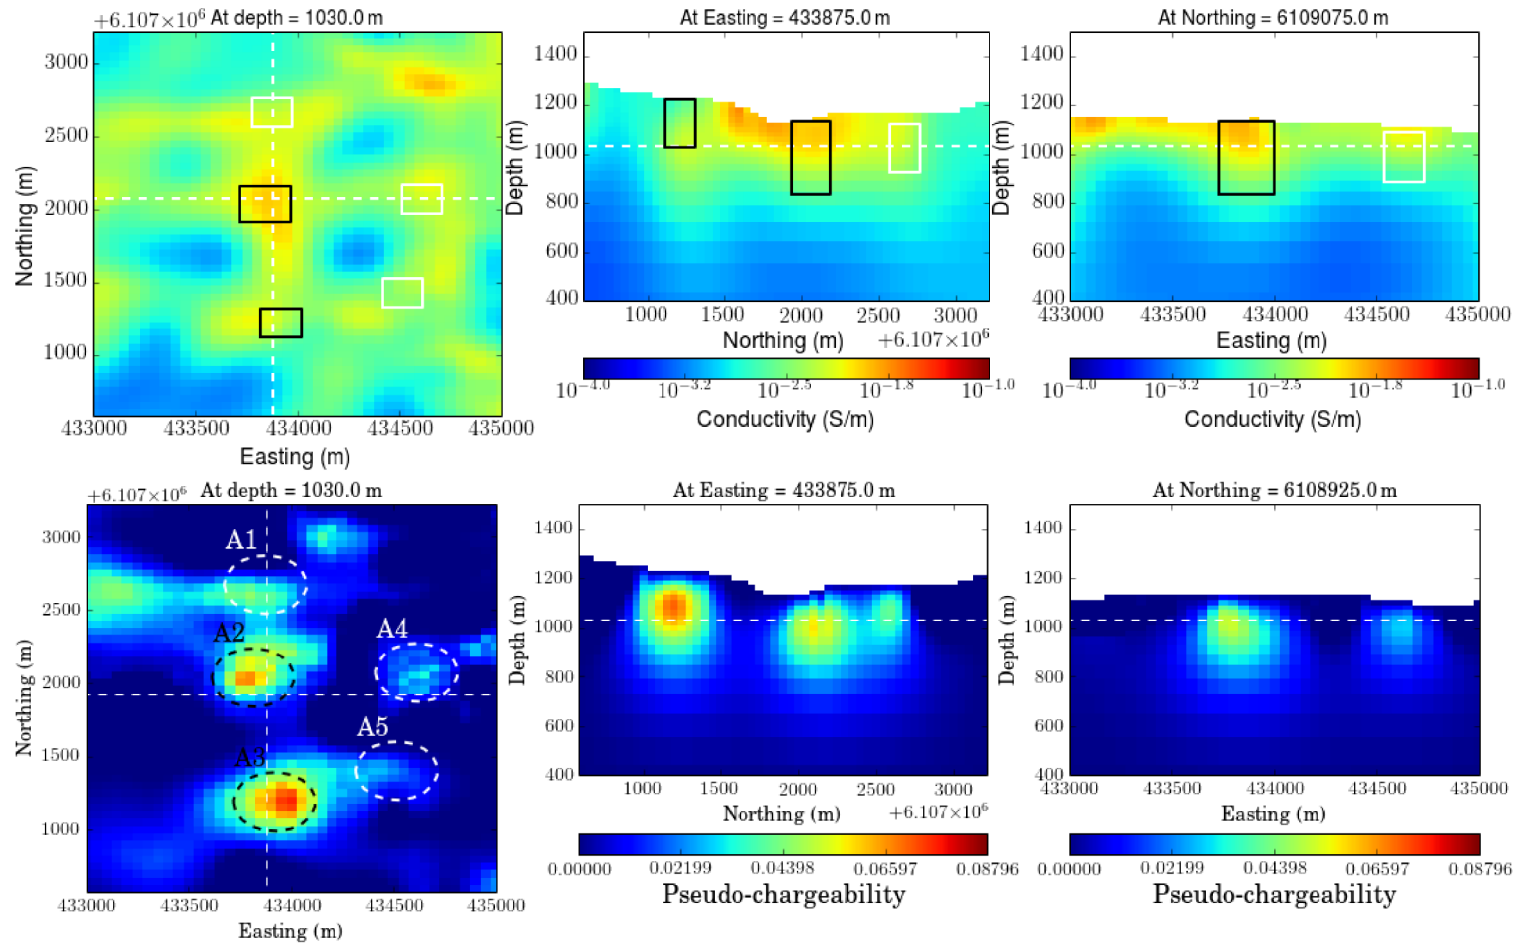 +6.107×10⁶ At depth = 1030.0 m
At Easting = 433875.0 m
At Northing = 6109075.0 m
Northing (m)
3000
2500
2000
1500
1000
433000 433500 434000 434500 435000
Easting (m)
Depth (m)
1400
1200
1000
800
600
400
1000 1500 2000 2500 3000
Northing (m) +6.107×10⁶
10⁻⁴·⁰ 10⁻³·² 10⁻²·⁵ 10⁻¹·⁸ 10⁻¹·⁰
Conductivity (S/m)
Depth (m)
1400
1200
1000
800
600
400
433000 433500 434000 434500 435000
Easting (m)
10⁻⁴·⁰ 10⁻³·² 10⁻²·⁵ 10⁻¹·⁸ 10⁻¹·⁰
Conductivity (S/m)
+6.107×10⁶ At depth = 1030.0 m
At Easting = 433875.0 m
At Northing = 6108925.0 m
Northing (m)
3000
2500
2000
1500
1000
A1
A2
A4
A5
A3
433000 433500 434000 434500 435000
Easting (m)
Depth (m)
1400
1200
1000
800
600
400
1000 1500 2000 2500 3000
Northing (m) +6.107×10⁶
0.00000 0.02199 0.04398 0.06597 0.08796
Pseudo-chargeability
Depth (m)
1400
1200
1000
800
600
400
433000 433500 434000 434500 435000
Easting (m)
0.00000 0.02199 0.04398 0.06597 0.08796
Pseudo-chargeability